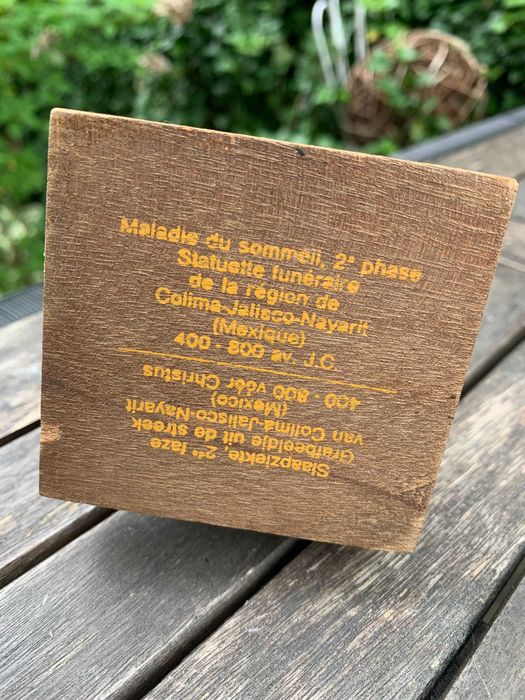 Maladie du sommeil, 2ᵉ phase
Statuette funéraire
de la région de
Colima-Jalisco-Nayarit
(Mexique)
400 - 800 av. J.C.
Slaapziekte, 2ᵈᵉ faze
Grafbeeldje uit de streek
van Colima-Jalisco-Nayarit
(Mexico)
400 - 800 vóór Christus